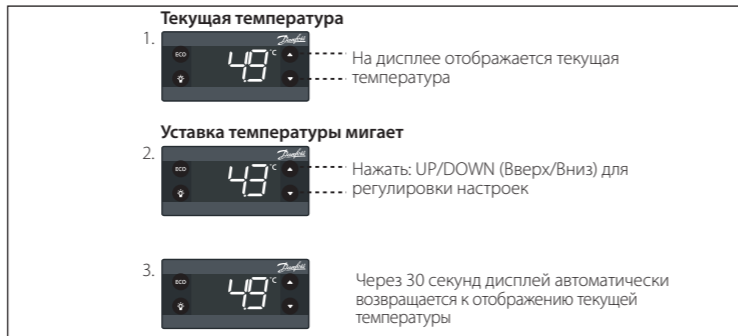 Текущая температура
1.
Danfoss
ECO
4.9 °C
На дисплее отображается текущая
температура
Уставка температуры мигает
2.
Danfoss
ECO
4.9 °C
Нажать: UP/DOWN (Вверх/Вниз) для
регулировки настроек
3.
Danfoss
ECO
4.9 °C
Через 30 секунд дисплей автоматически
возвращается к отображению текущей
температуры